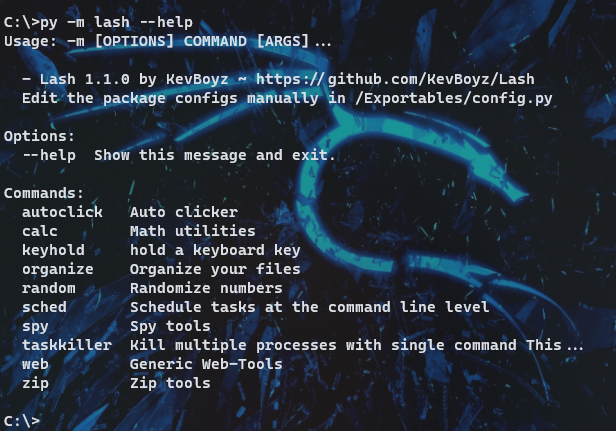 C:\>py -m lash --help
Usage: -m [OPTIONS] COMMAND [ARGS]...

- Lash 1.1.0 by KevBoyz ~ https://github.com/KevBoyz/Lash
Edit the package configs manually in /Exportables/config.py

Options:
--help  Show this message and exit.

Commands:
autoclick   Auto clicker
calc        Math utilities
keyhold     hold a keyboard key
organize    Organize your files
random      Randomize numbers
sched       Schedule tasks at the command line level
spy         Spy tools
taskkiller  Kill multiple processes with single command This...
web         Generic Web-Tools
zip         Zip tools

C:\>